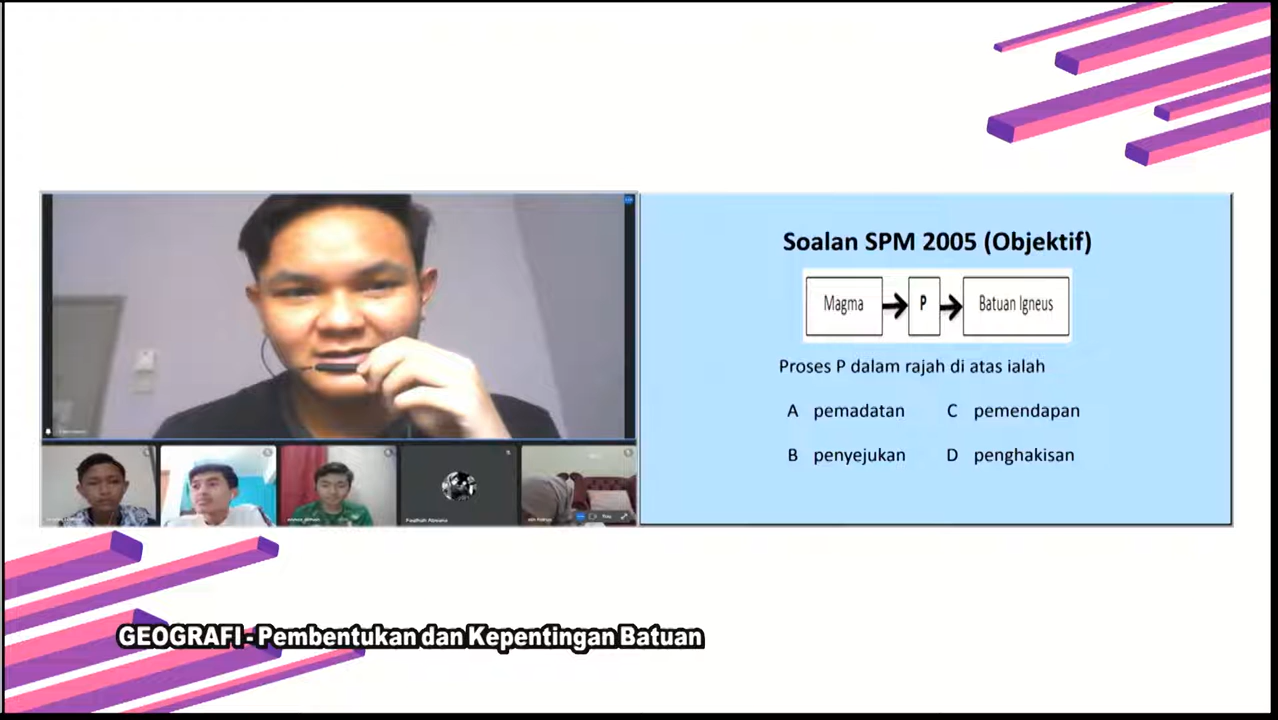 Soalan SPM 2005 (Objektif)
Magma
P
Batuan Igneus
Proses P dalam rajah di atas ialah
A pemadatan C pemendapan
B penyejukan D penghakisan
GEOGRAFI - Pembentukan dan Kepentingan Batuan